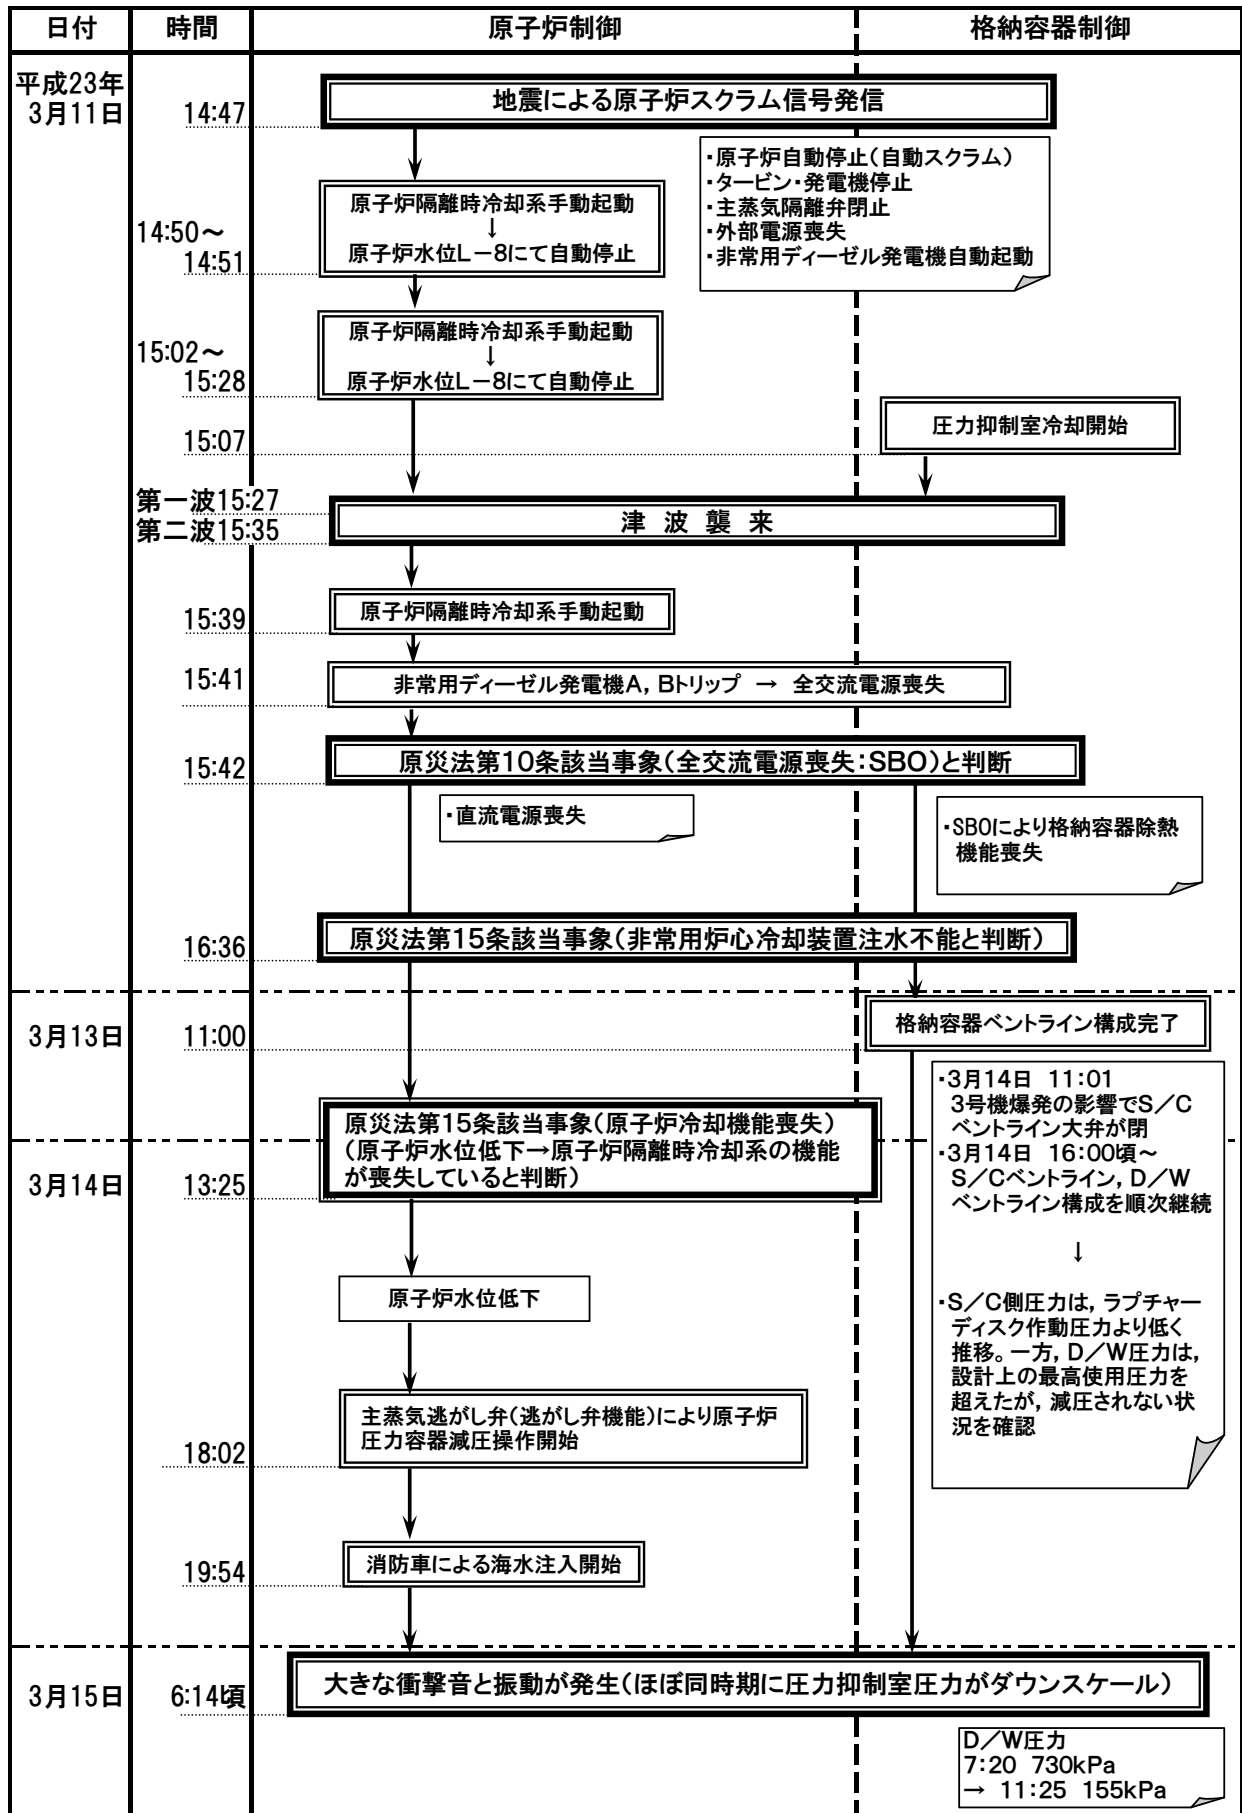 日付 時間 原子炉制御 格納容器制御
平成23年
3月11日
14:47
地震による原子炉スクラム信号発信
・原子炉自動停止(自動スクラム)
・タービン・発電機停止
・主蒸気隔離弁閉止
・外部電源喪失
・非常用ディーゼル発電機自動起動
14:50～
14:51
原子炉隔離時冷却系手動起動
↓
原子炉水位L－8にて自動停止
15:02～
15:28
原子炉隔離時冷却系手動起動
↓
原子炉水位L－8にて自動停止
15:07
圧力抑制室冷却開始
第一波15:27
第二波15:35
津 波 襲 来
15:39
原子炉隔離時冷却系手動起動
15:41
非常用ディーゼル発電機A，Bトリップ → 全交流電源喪失
15:42
原災法第10条該当事象(全交流電源喪失：SBO)と判断
・直流電源喪失
・SBOにより格納容器除熱
機能喪失
16:36
原災法第15条該当事象(非常用炉心冷却装置注水不能と判断)
3月13日
11:00
格納容器ベントライン構成完了
・3月14日 11：01
3号機爆発の影響でS／C
ベントライン大弁が閉
・3月14日 16：00頃～
S／Cベントライン，D／W
ベントライン構成を順次継続
↓
・S／C側圧力は，ラプチャー
ディスク作動圧力より低く
推移。一方，D／W圧力は，
設計上の最高使用圧力を
超えたが，減圧されない状
況を確認
3月14日
13:25
原災法第15条該当事象(原子炉冷却機能喪失)
(原子炉水位低下→原子炉隔離時冷却系の機能
が喪失していると判断)
原子炉水位低下
18:02
主蒸気逃がし弁(逃がし弁機能)により原子炉
圧力容器減圧操作開始
19:54
消防車による海水注入開始
3月15日
6:14頃
大きな衝撃音と振動が発生(ほぼ同時期に圧力抑制室圧力がダウンスケール)
D／W圧力
7：20 730kPa
→ 11：25 155kPa